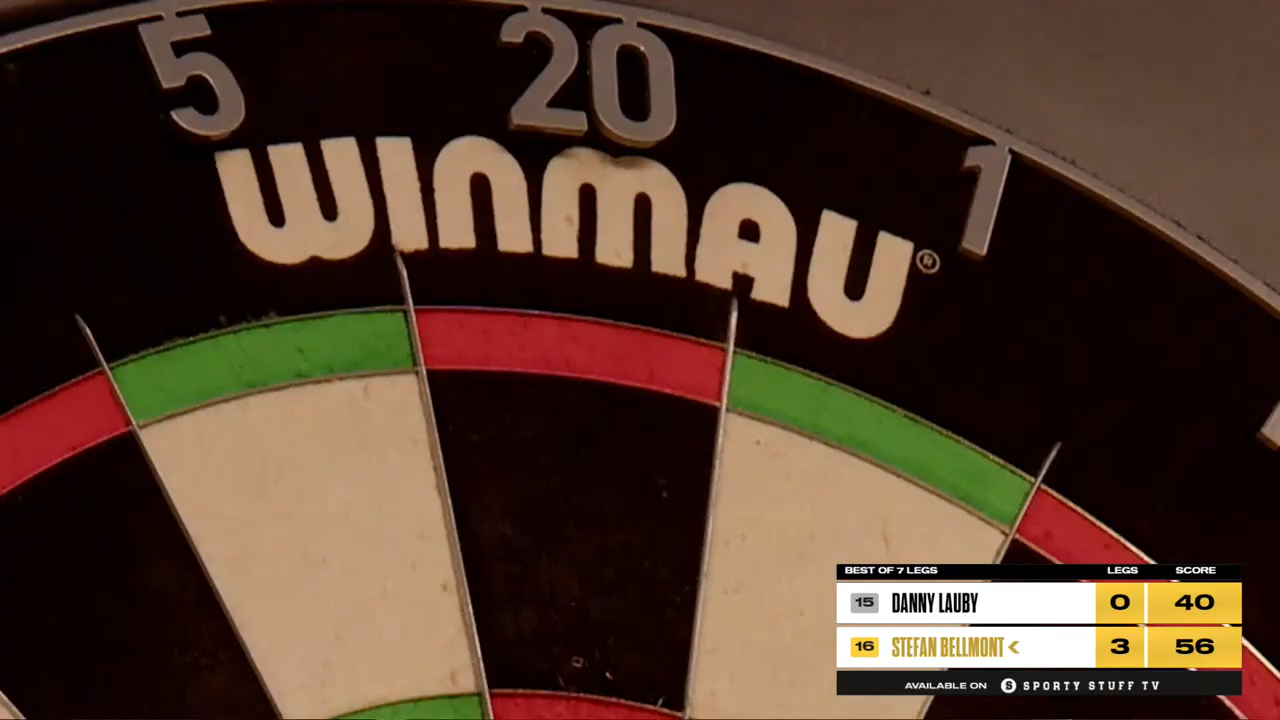 5 20 1
WINMAU®
BEST OF 7 LEGS LEGS SCORE
15 DANNY LAUBY 0 40
16 STEFAN BELLMONT 3 56
AVAILABLE ON S SPORTY STUFF TV